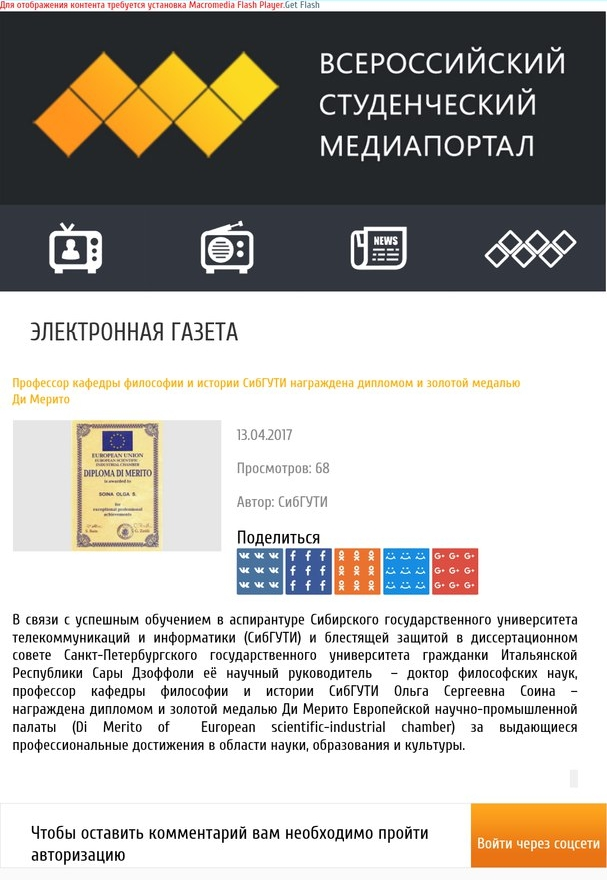 Для отображения контента требуется установка Macromedia Flash Player.Get Flash
ВСЕРОССИЙСКИЙ
СТУДЕНЧЕСКИЙ
МЕДИАПОРТАЛ
NEWS
ЭЛЕКТРОННАЯ ГАЗЕТА
Профессор кафедры философии и истории СибГУТИ награждена дипломом и золотой медалью
Ди Мерито
EUROPEAN UNION
EUROPEAN SCIENTIFIC
INDUSTRIAL CHAMBER
DIPLOMA DI MERITO
is awarded to
SOINA OLGA S.
for
exceptional professional
achievements
13.04.2017
Просмотров: 68
Автор: СибГУТИ
Поделиться
В связи с успешным обучением в аспирантуре Сибирского государственного университета
телекоммуникаций и информатики (СибГУТИ) и блестящей защитой в диссертационном
совете Санкт-Петербургского государственного университета гражданки Итальянской
Республики Сары Дзоффоли её научный руководитель – доктор философских наук,
профессор кафедры философии и истории СибГУТИ Ольга Сергеевна Соина –
награждена дипломом и золотой медалью Ди Мерито Европейской научно-промышленной
палаты (Di Merito of European scientific-industrial chamber) за выдающиеся
профессиональные достижения в области науки, образования и культуры.
Чтобы оставить комментарий вам необходимо пройти
авторизацию
Войти через соцсети